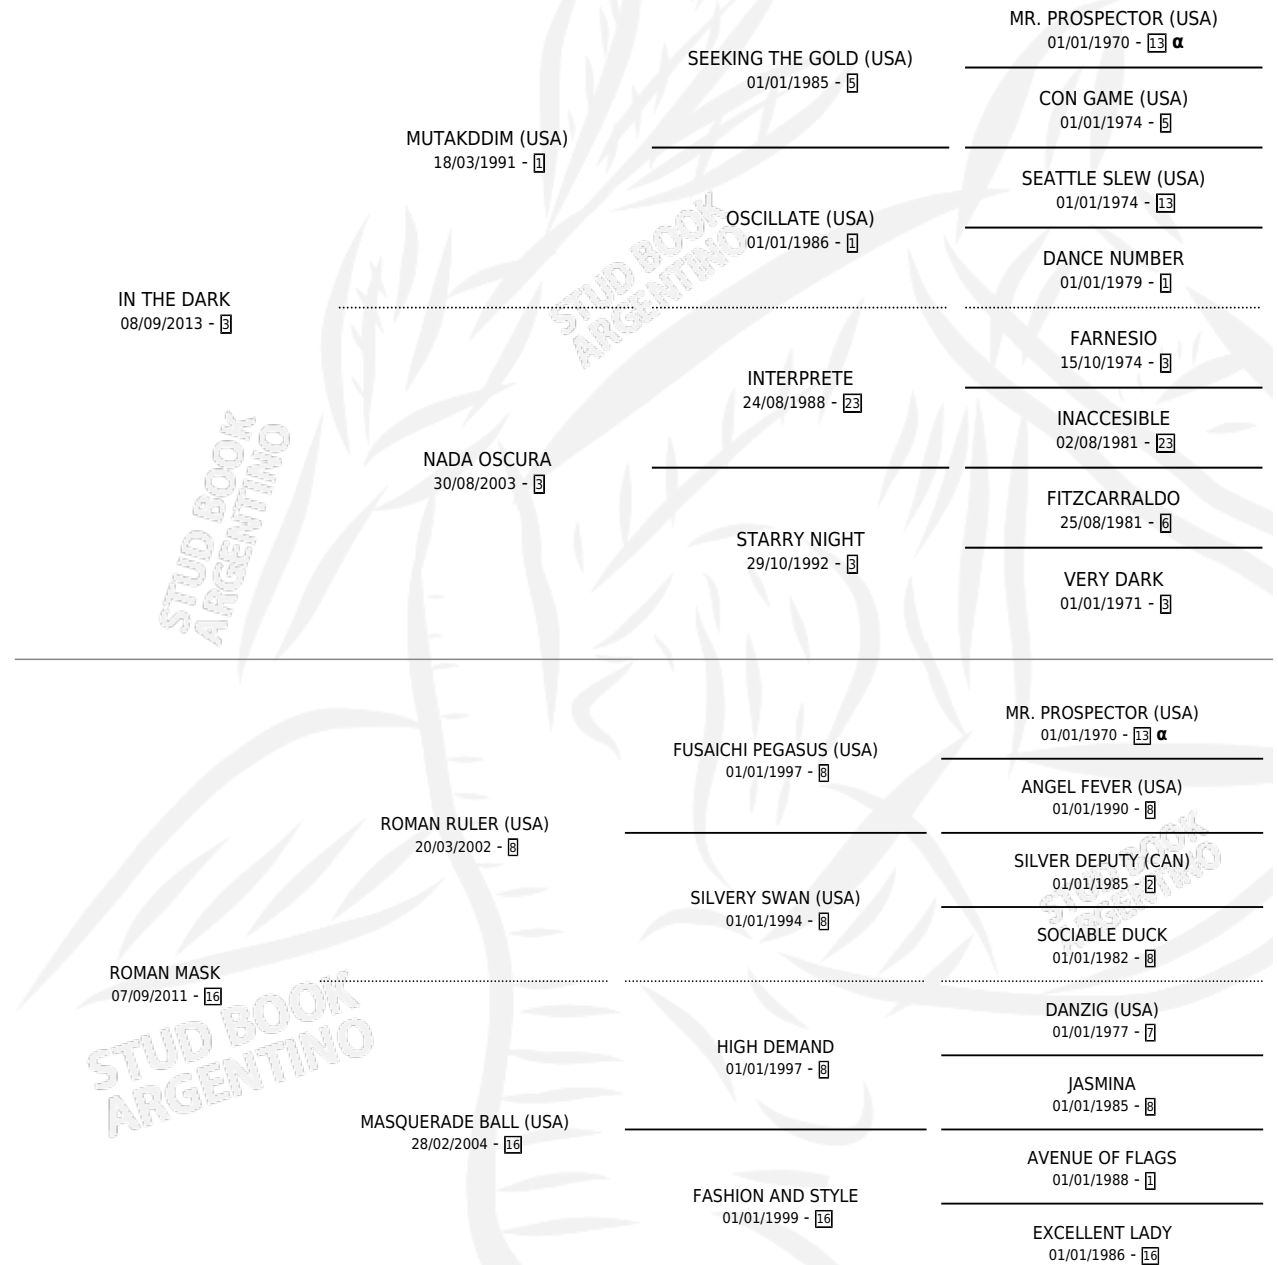 MR. PROSPECTOR (USA)
01/01/1970 - 13 α
SEEKING THE GOLD (USA)
01/01/1985 - 5
CON GAME (USA)
01/01/1974 - 5
MUTAKDDIM (USA)
18/03/1991 - 1
SEATTLE SLEW (USA)
01/01/1974 - 13
OSCILLATE (USA)
01/01/1986 - 1
DANCE NUMBER
01/01/1979 - 1
IN THE DARK
08/09/2013 - 3
FARNESIO
15/10/1974 - 3
INTERPRETE
24/08/1988 - 23
INACCESIBLE
02/08/1981 - 23
NADA OSCURA
30/08/2003 - 3
FITZCARRALDO
25/08/1981 - 6
STARRY NIGHT
29/10/1992 - 3
VERY DARK
01/01/1971 - 3
MR. PROSPECTOR (USA)
01/01/1970 - 13 α
FUSAICHI PEGASUS (USA)
01/01/1997 - 8
ANGEL FEVER (USA)
01/01/1990 - 8
ROMAN RULER (USA)
20/03/2002 - 8
SILVER DEPUTY (CAN)
01/01/1985 - 2
SILVERY SWAN (USA)
01/01/1994 - 8
SOCIABLE DUCK
01/01/1982 - 8
ROMAN MASK
07/09/2011 - 16
DANZIG (USA)
01/01/1977 - 7
HIGH DEMAND
01/01/1997 - 8
JASMINA
01/01/1985 - 8
MASQUERADE BALL (USA)
28/02/2004 - 16
AVENUE OF FLAGS
01/01/1988 - 1
FASHION AND STYLE
01/01/1999 - 16
EXCELLENT LADY
01/01/1986 - 16
STUD BOOK
ARGENTINO
STUD BOOK
ARGENTINO
STUD BOOK
ARGENTINO
STUD BOOK
ARGENTINO